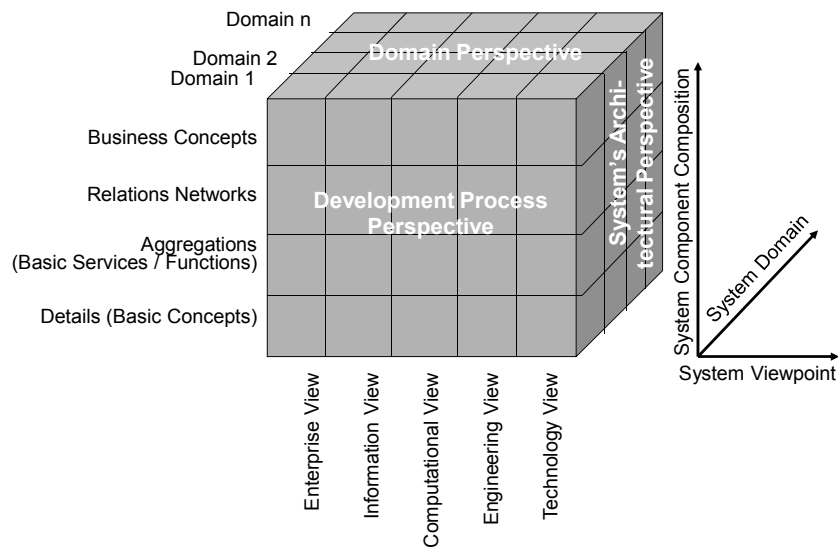 Domain n
Domain 2
Domain 1
Domain Perspective
Business Concepts
Relations Networks
Aggregations
(Basic Services / Functions)
Details (Basic Concepts)
Development Process
Perspective
System's Archi-
tectural Perspective
System Component Composition
System Domain
System Viewpoint
Enterprise View
Information View
Computational View
Engineering View
Technology View